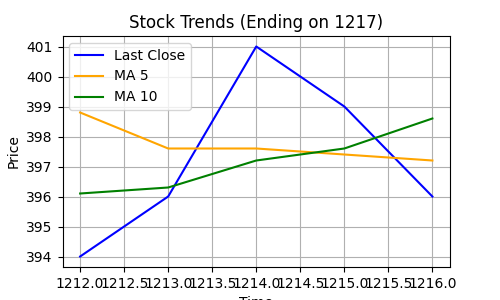 Stock Trends (Ending on 1217)
Last Close
MA 5
MA 10
Price
401
400
399
398
397
396
395
394
1212.0 1212.5 1213.0 1213.5 1214.0 1214.5 1215.0 1215.5 1216.0
Time